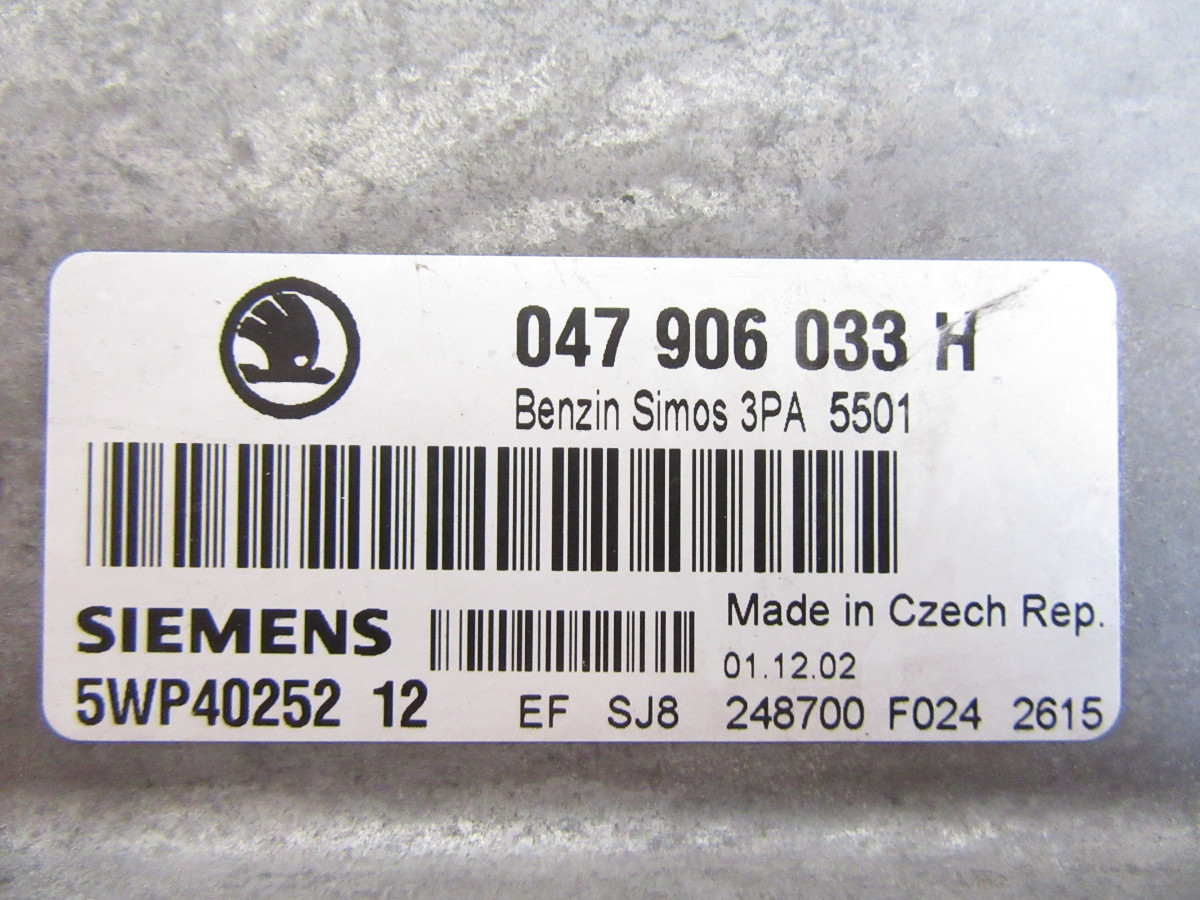 047 906 033 H
Benzin Simos 3PA 5501
SIEMENS
Made in Czech Rep.
01.12.02
5WP40252 12
EF SJ8 248700 F024 2615